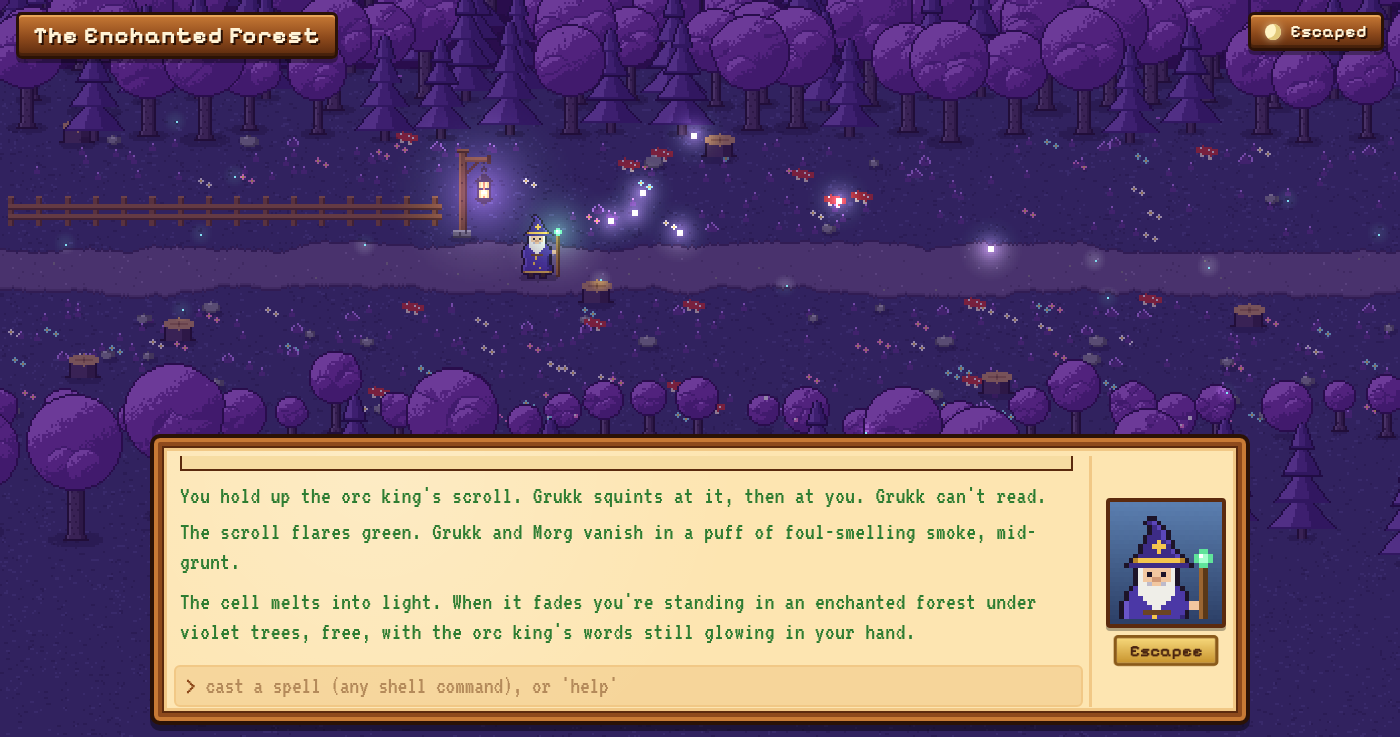 The Enchanted Forest
Escaped
You hold up the orc king's scroll. Grukk squints at it, then at you. Grukk can't read.
The scroll flares green. Grukk and Morg vanish in a puff of foul-smelling smoke, mid-
grunt.
The cell melts into light. When it fades you're standing in an enchanted forest under
violet trees, free, with the orc king's words still glowing in your hand.
> cast a spell (any shell command), or 'help'
Escapee